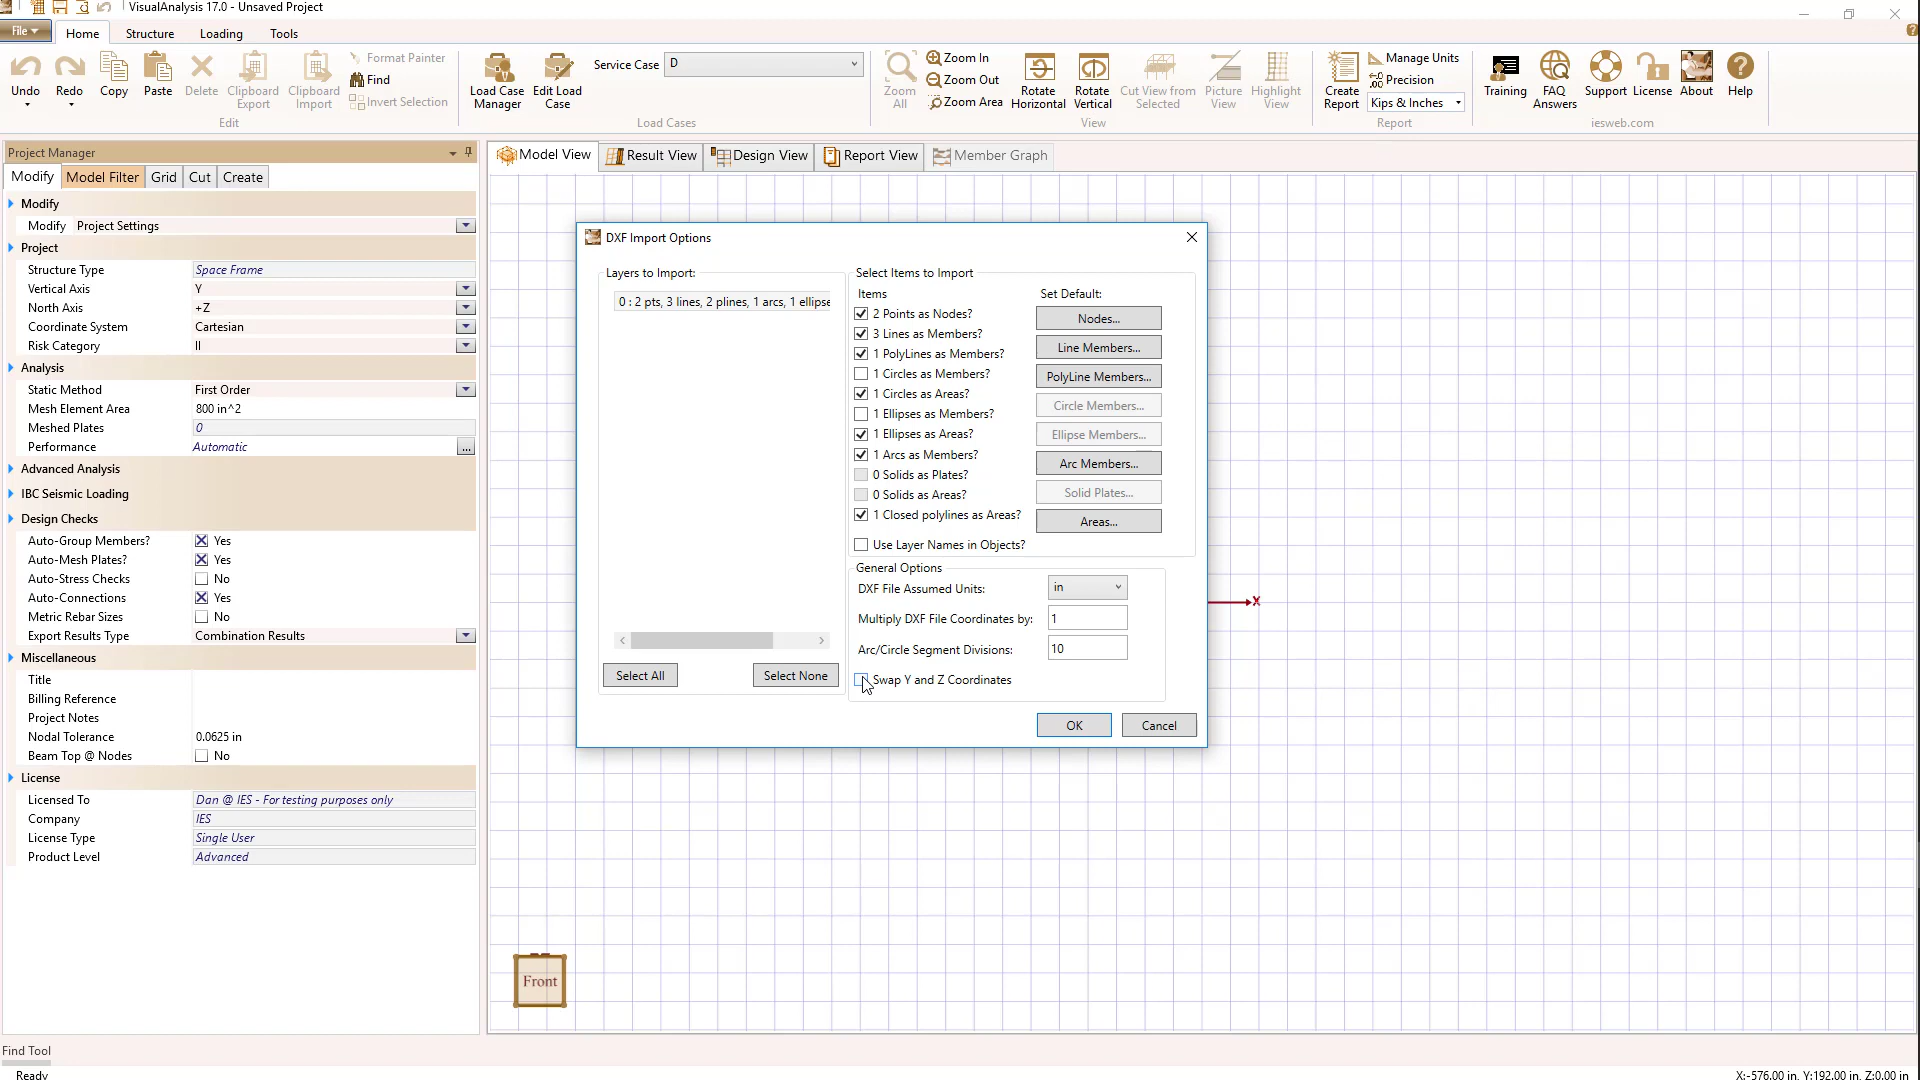 VisualAnalysis 17.0 - Unsaved Project
File Home Structure Loading Tools
Undo Redo Copy Paste Delete Clipboard Export Clipboard Import
Format Painter
Find
Invert Selection
Edit
Load Case Manager Edit Load Case
Service Case D
Load Cases
Zoom All
Zoom In
Zoom Out
Zoom Area
Rotate Horizontal Rotate Vertical Cut View from Selected Picture View Highlight View
View
Create Report
Manage Units
Precision
Kips & Inches
Report
Training FAQ Answers Support License About Help
iesweb.com
Project Manager
Modify Model Filter Grid Cut Create
Modify
Modify Project Settings
Project
Structure Type Space Frame
Vertical Axis Y
North Axis +Z
Coordinate System Cartesian
Risk Category II
Analysis
Static Method First Order
Mesh Element Area 800 in^2
Meshed Plates 0
Performance Automatic ...
Advanced Analysis
IBC Seismic Loading
Design Checks
Auto-Group Members? Yes
Auto-Mesh Plates? Yes
Auto-Stress Checks No
Auto-Connections Yes
Metric Rebar Sizes No
Export Results Type Combination Results
Miscellaneous
Title
Billing Reference
Project Notes
Nodal Tolerance 0.0625 in
Beam Top @ Nodes No
License
Licensed To Dan @ IES - For testing purposes only
Company IES
License Type Single User
Product Level Advanced
Find Tool
Ready
Model View Result View Design View Report View Member Graph
DXF Import Options
Layers to Import:
0 : 2 pts, 3 lines, 2 plines, 1 arcs, 1 ellipse
Select All Select None
Select Items to Import
Items Set Default:
2 Points as Nodes? Nodes...
3 Lines as Members? Line Members...
1 PolyLines as Members? PolyLine Members...
1 Circles as Members?
1 Circles as Areas? Circle Members...
1 Ellipses as Members?
1 Ellipses as Areas? Ellipse Members...
1 Arcs as Members? Arc Members...
0 Solids as Plates?
0 Solids as Areas? Solid Plates...
1 Closed polylines as Areas? Areas...
Use Layer Names in Objects?
General Options
DXF File Assumed Units: in
Multiply DXF File Coordinates by: 1
Arc/Circle Segment Divisions: 10
Swap Y and Z Coordinates
OK Cancel
X
Front
X:-576.00 in, Y:192.00 in, Z:0.00 in